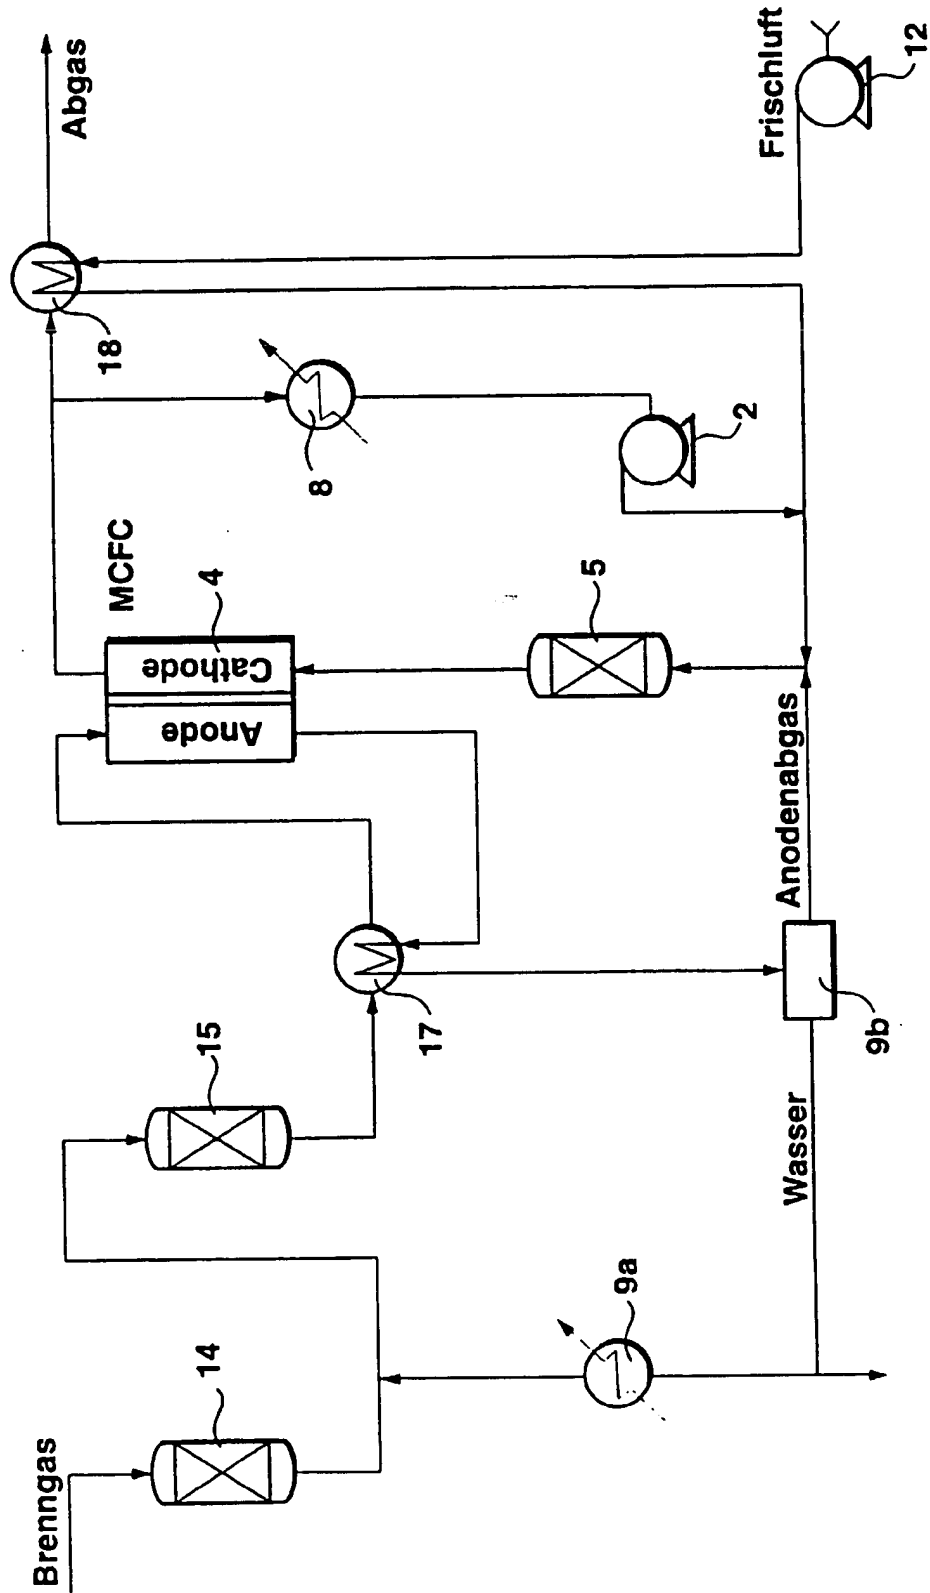 Brenngas
14
15
9a
17
Wasser
9b
Anodenabgas
MCFC
Anode
Cathode
4
5
8
2
18
Abgas
Frischluft
12